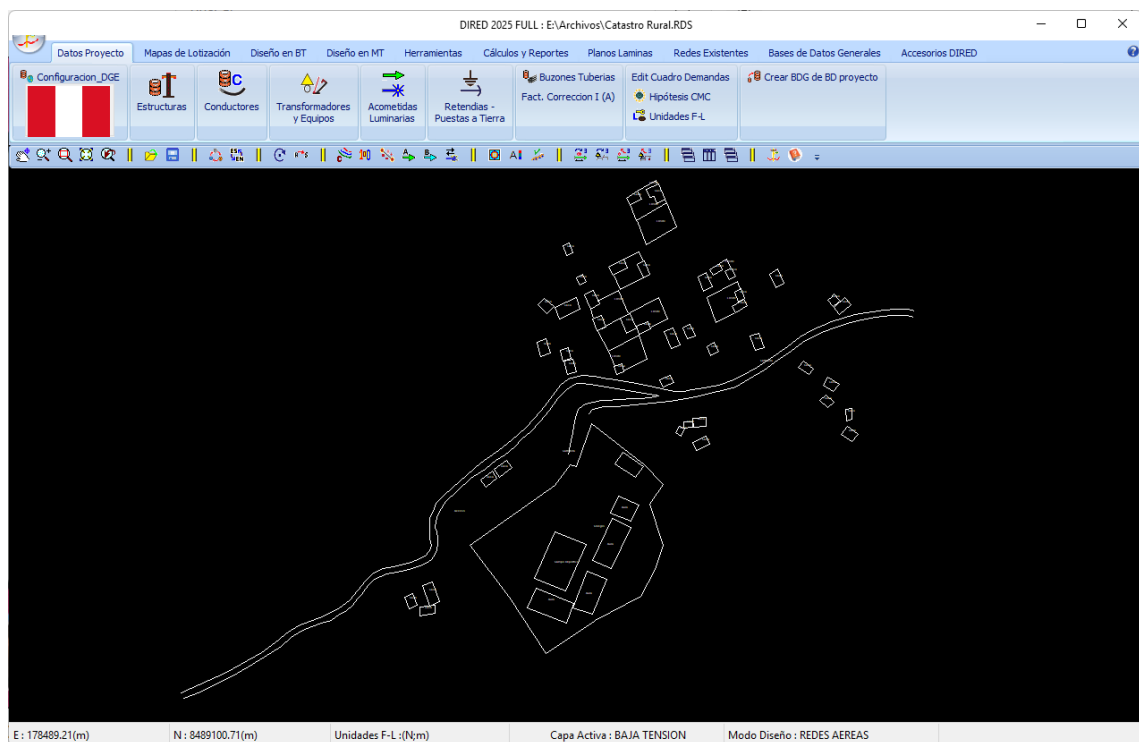 DIRED 2025 FULL : E:\Archivos\Catastro Rural.RDS
Datos Proyecto Mapas de Lotización Diseño en BT Diseño en MT Herramientas Cálculos y Reportes Planos Laminas Redes Existentes Bases de Datos Generales Accesorios DIRED
Configuracion_DGE
Estructuras
Conductores
Transformadores
y Equipos
Acometidas
Luminarias
Retendias -
Puestas a Tierra
Buzones Tuberias
Fact. Correccion I (A)
Edit Cuadro Demandas
Hipótesis CMC
Unidades F-L
Crear BDG de BD proyecto
E : 178489.21(m) N : 8489100.71(m) Unidades F-L :(N;m) Capa Activa : BAJA TENSION Modo Diseño : REDES AEREAS